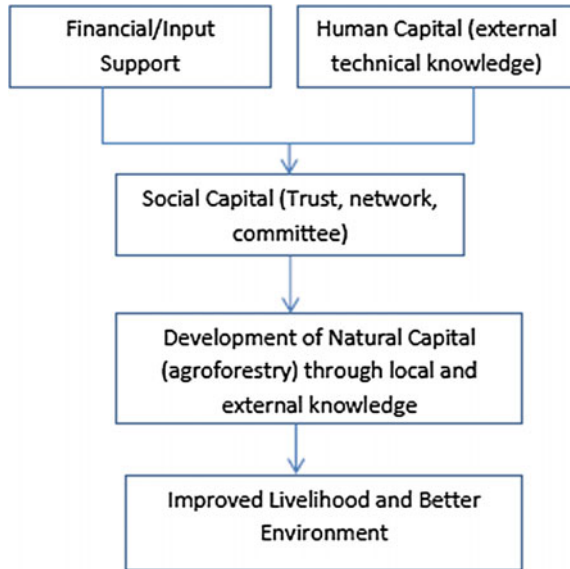 Financial/Input
Support
Human Capital (external
technical knowledge)
Social Capital (Trust, network,
committee)
Development of Natural Capital
(agroforestry) through local and
external knowledge
Improved Livelihood and Better
Environment